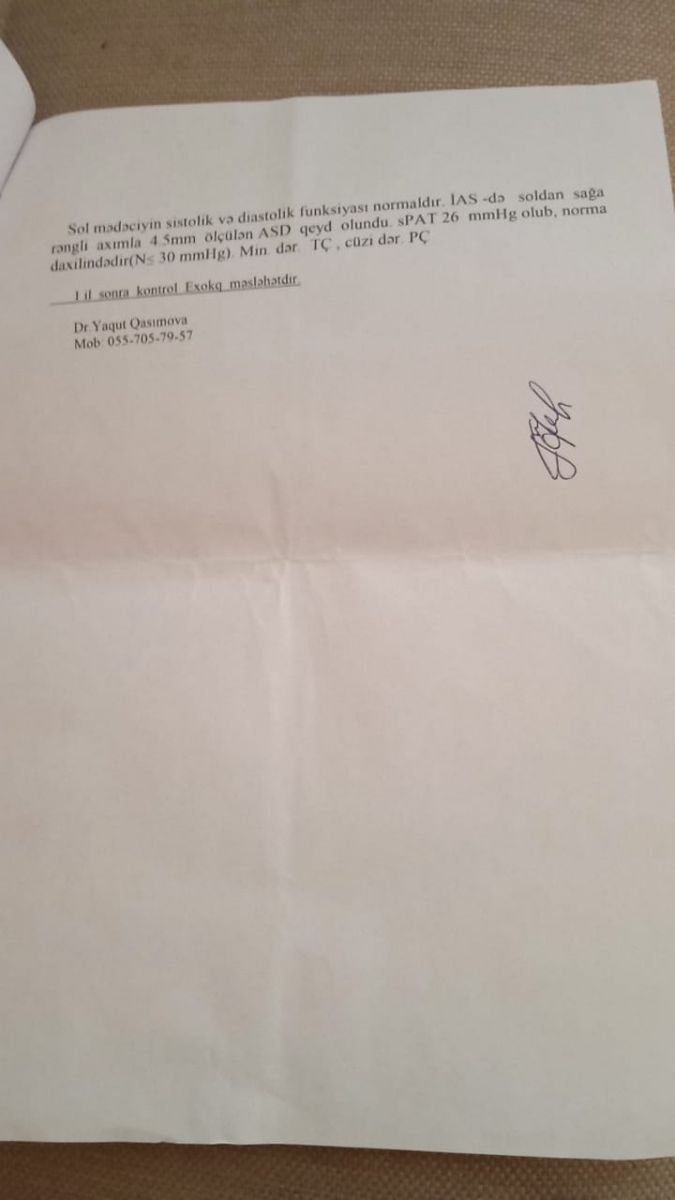 Sol mədəciyin sistolik və diastolik funksiyası normaldır. İAS -də soldan sağa
rəngli axımla 4.5mm ölçülən ASD qeyd olundu. sPAT 26 mmHg olub, norma
daxilindədir(N≤ 30 mmHg). Min. dər. TÇ , cüzi dər. PÇ
1 il sonra kontrol Exokq məsləhətdir.
Dr.Yaqut Qasımova
Mob: 055-705-79-57